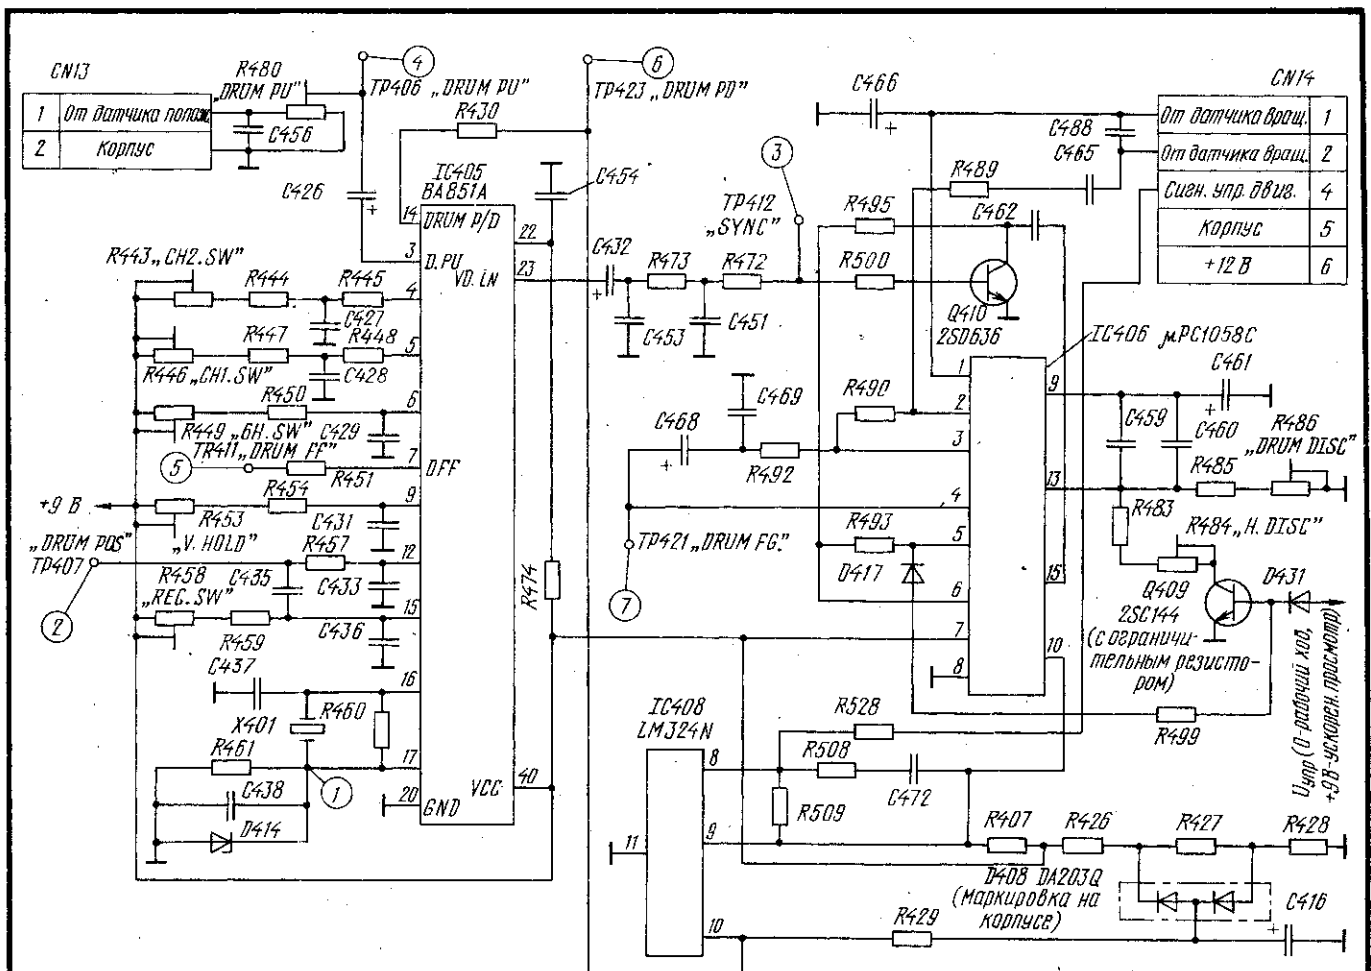 CN13
1 От датчика полож.
2 Корпус
R480
„DRUM PU"
C456
4
TP406 „DRUM PU"
R430
6
TP423 „DRUM PD"
C466
CN14
От датчика вращ. 1
От датчика вращ. 2
Сигн. упр. двиг. 4
Корпус 5
+12 В 6
C488
C465
R489
C462
3
TP412
„SYNC"
R495
R500
C426
+
IC405
BA851A
14
DRUM P/D
3
D.PU
VD.IN
22
23
C454
C432
+
R473
R472
C453
C451
Q410
2SD636
R443 „CH2.SW"
R444
R445
4
C427
R447
R448
5
R446 „CH1.SW"
C428
R450
6
R449 „6H.SW"
C429
TP411 „DRUM FF"
5
R451
7
DFF
+9 В
R454
9
R453
„V.HOLD"
C431
„DRUM POS"
TP407
2
R457
12
R458
„REC.SW"
C435
C433
15
R459
C436
C437
16
X401
R460
R461
17
C438
1
D414
20
GND
VCC
40
R474
IC406 μPC1058C
1
2
3
4
5
6
7
8
9
13
15
10
C469
R490
C468
+
R492
TP421 „DRUM FG."
7
R493
D417
C461
+
C459
C460
R486
„DRUM DISC"
R485
R483
R484 „H. DISC"
Q409
2SC144
(с ограничи-
тельным резисто-
ром)
D431
Uупр (0-рабочий ход,
+9В-ускорен. просмотр)
R499
IC408
LM324N
8
9
10
11
R528
R508
C472
R509
R407
R426
R427
R428
D408 DA203Q
(маркировка на
корпусе)
R429
C416
+